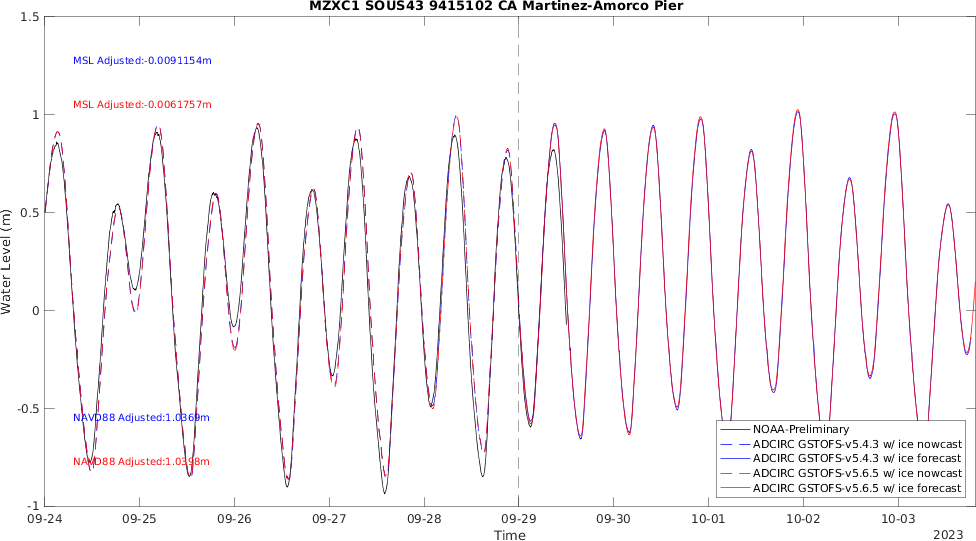 MZXC1 SOUS43 9415102 CA Martinez-Amorco Pier
1.5
MSL Adjusted:-0.0091154m
MSL Adjusted:-0.0061757m
1
0.5
Water Level (m)
0
-0.5
NAVD88 Adjusted:1.0369m
NAVD88 Adjusted:1.0398m
-1
NOAA-Preliminary
ADCIRC GSTOFS-v5.4.3 w/ ice nowcast
ADCIRC GSTOFS-v5.4.3 w/ ice forecast
ADCIRC GSTOFS-v5.6.5 w/ ice nowcast
ADCIRC GSTOFS-v5.6.5 w/ ice forecast
09-24 09-25 09-26 09-27 09-28 09-29 09-30 10-01 10-02 10-03
Time
2023